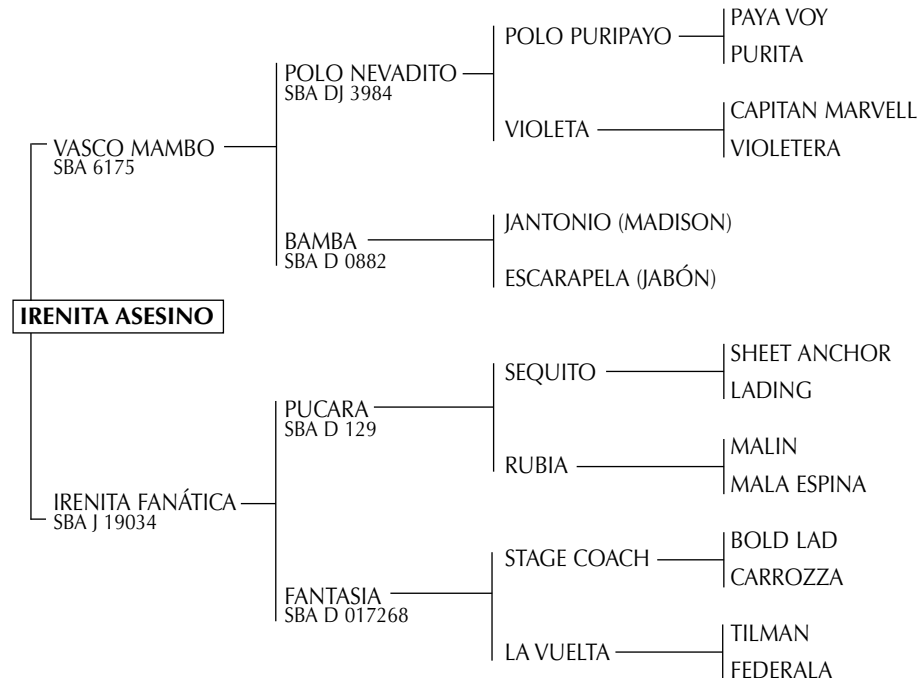 PAYA VOY
POLO PURIPAYO
PURITA
POLO NEVADITO
SBA DJ 3984
CAPITAN MARVELL
VIOLETA
VIOLETERA
VASCO MAMBO
SBA 6175
JANTONIO (MADISON)
BAMBA
SBA D 0882
ESCARAPELA (JABÓN)
IRENITA ASESINO
SHEET ANCHOR
SEQUITO
LADING
PUCARA
SBA D 129
MALIN
RUBIA
MALA ESPINA
IRENITA FANÁTICA
SBA J 19034
BOLD LAD
STAGE COACH
CARROZZA
FANTASIA
SBA D 017268
TILMAN
LA VUELTA
FEDERALA